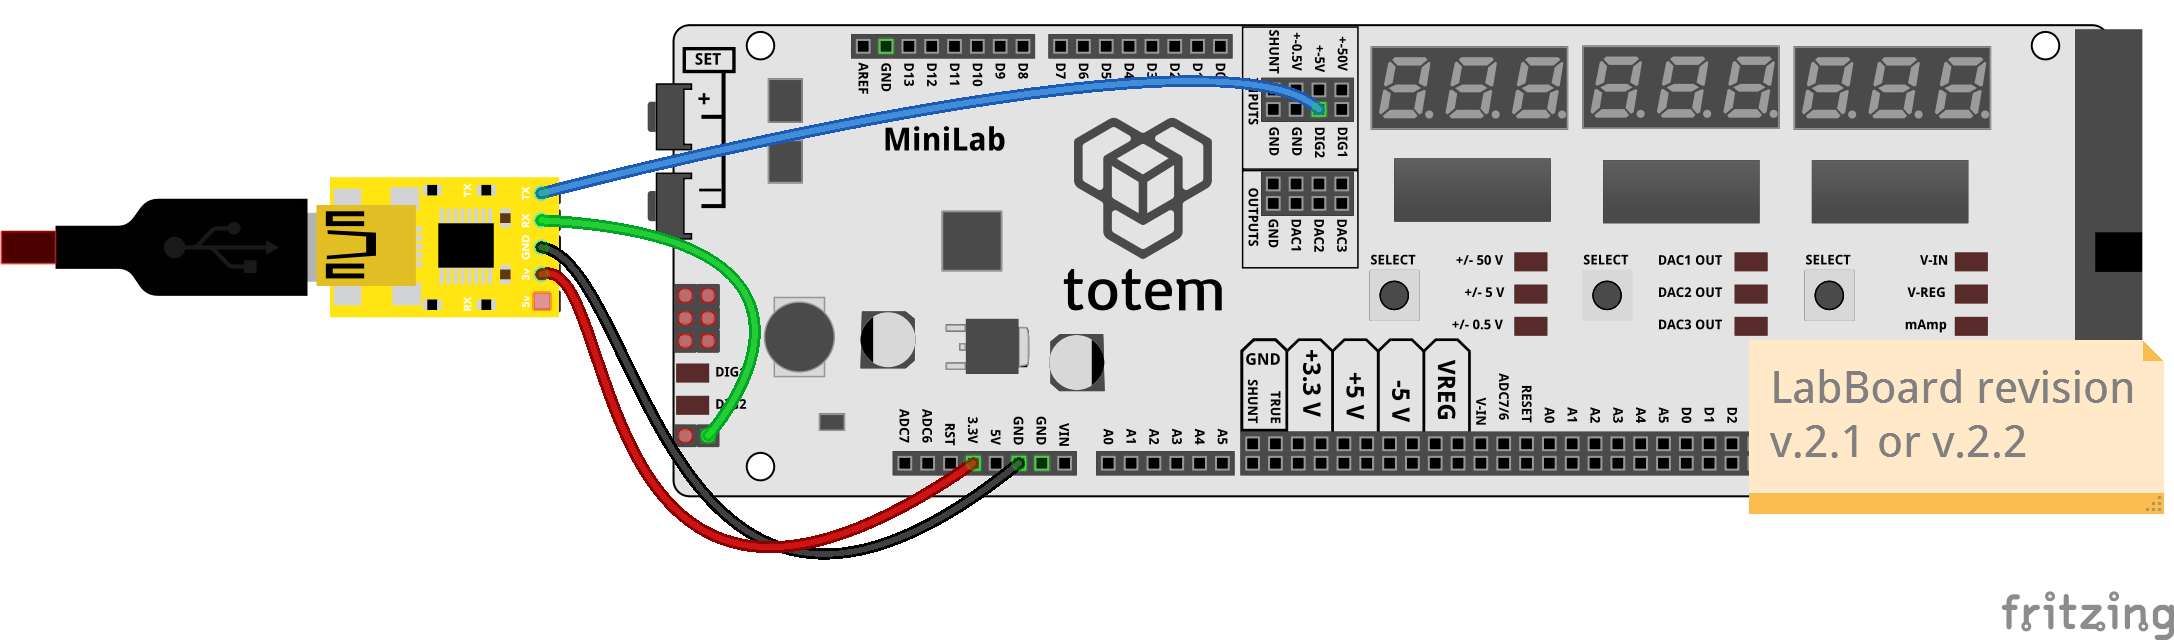 SET
+
AREF GND D13 D12 D11 D10 D9 D8
D7 D6 D5 D4 D3 D2 D1 D0
SHUNT +-0.5V +-5V +-50V
INPUTS
GND GND DIG2 DIG1
MiniLab
OUTPUTS
GND DAC1 DAC2 DAC3
totem
TX
RX
GND
3v
5v
TX
RX
SELECT
+/- 50 V
+/- 5 V
+/- 0.5 V
SELECT
DAC1 OUT
DAC2 OUT
DAC3 OUT
SELECT
V-IN
V-REG
mAmp
DIG1
DIG2
ADC7 ADC6 RST 3.3V 5V GND GND VIN
A0 A1 A2 A3 A4 A5
GND
SHUNT TRUE
+3.3 V
+5 V
-5 V
VREG
V-IN ADC7/6 RESET A0 A1 A2 A3 A4 A5 D0 D1 D2
LabBoard revision
v.2.1 or v.2.2
fritzing